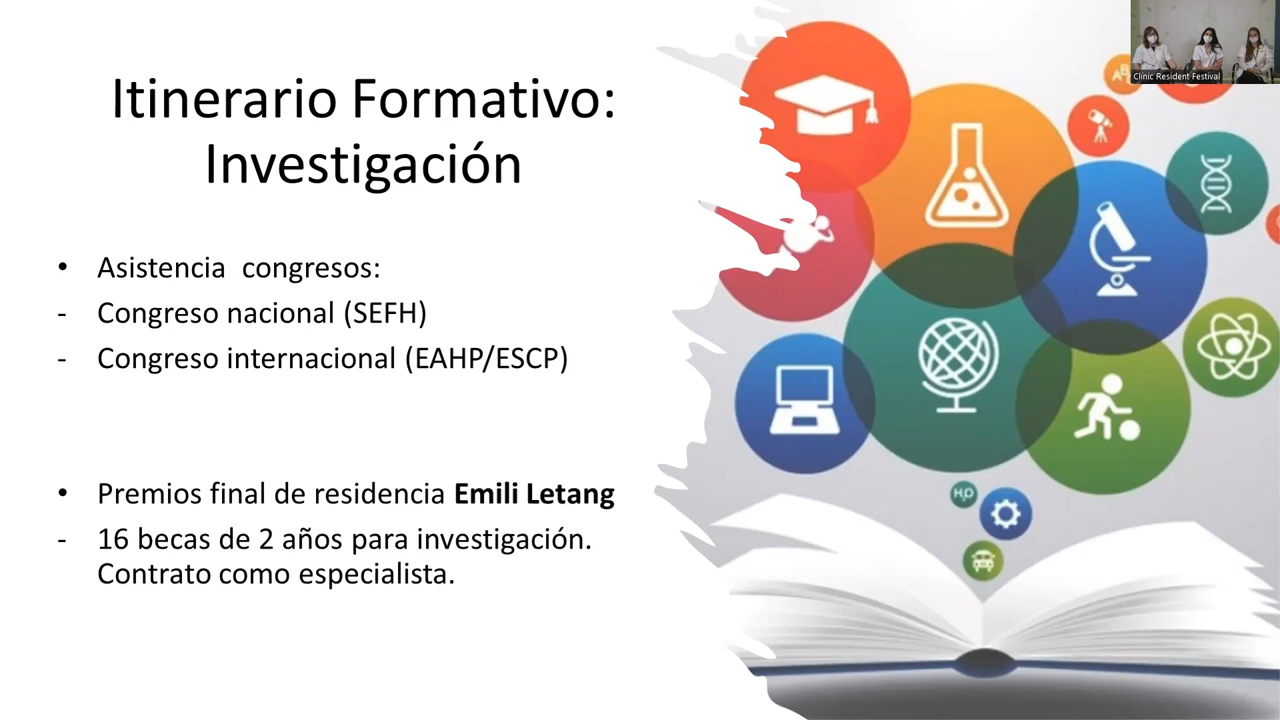 Itinerario Formativo:
Investigación
• Asistencia congresos:
- Congreso nacional (SEFH)
- Congreso internacional (EAHP/ESCP)
• Premios final de residencia Emili Letang
- 16 becas de 2 años para investigación.
Contrato como especialista.
Clínic Resident Festival
H₂O